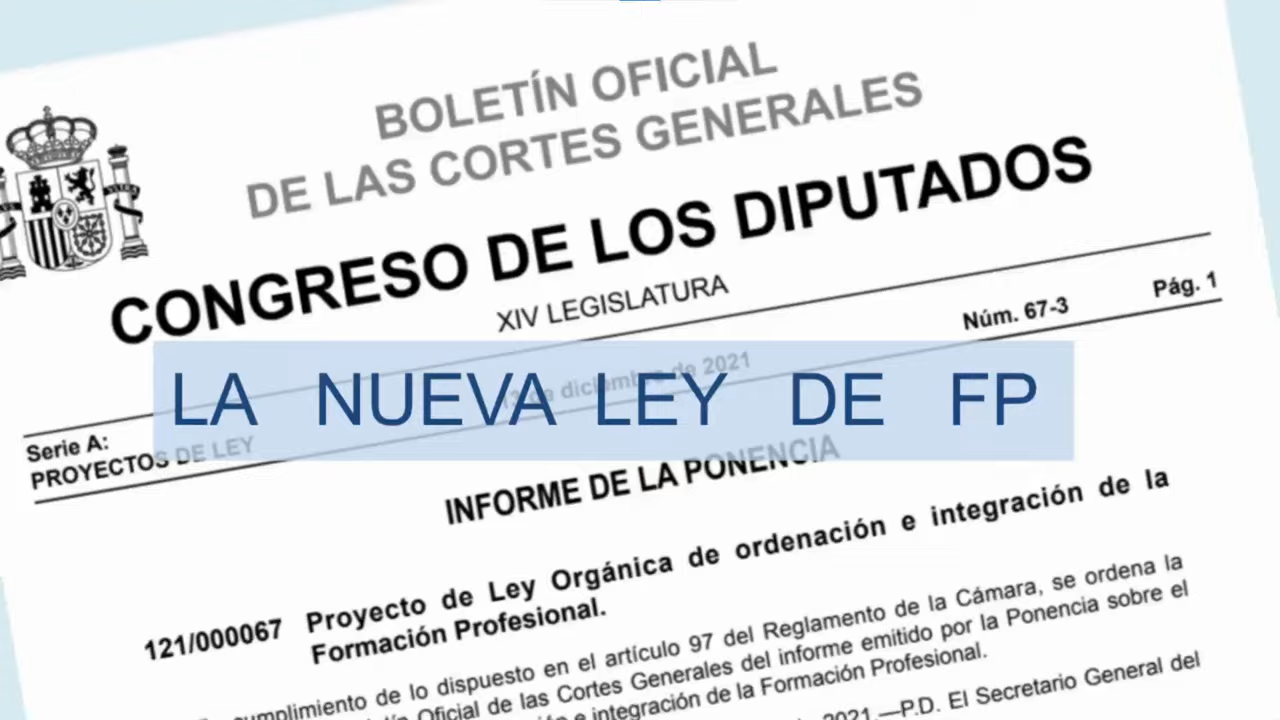 BOLETÍN OFICIAL
DE LAS CORTES GENERALES
CONGRESO DE LOS DIPUTADOS
XIV LEGISLATURA
Serie A:
PROYECTOS DE LEY
13 de diciembre de 2021
Núm. 67-3
Pág. 1
LA NUEVA LEY DE FP
INFORME DE LA PONENCIA
121/000067 Proyecto de Ley Orgánica de ordenación e integración de la
Formación Profesional.
dispuesto en el artículo 97 del Reglamento de la Cámara, se ordena la
Oficial de las Cortes Generales del informe emitido por la Ponencia sobre el
e integración de la Formación Profesional.
2021.—P.D. El Secretario General del